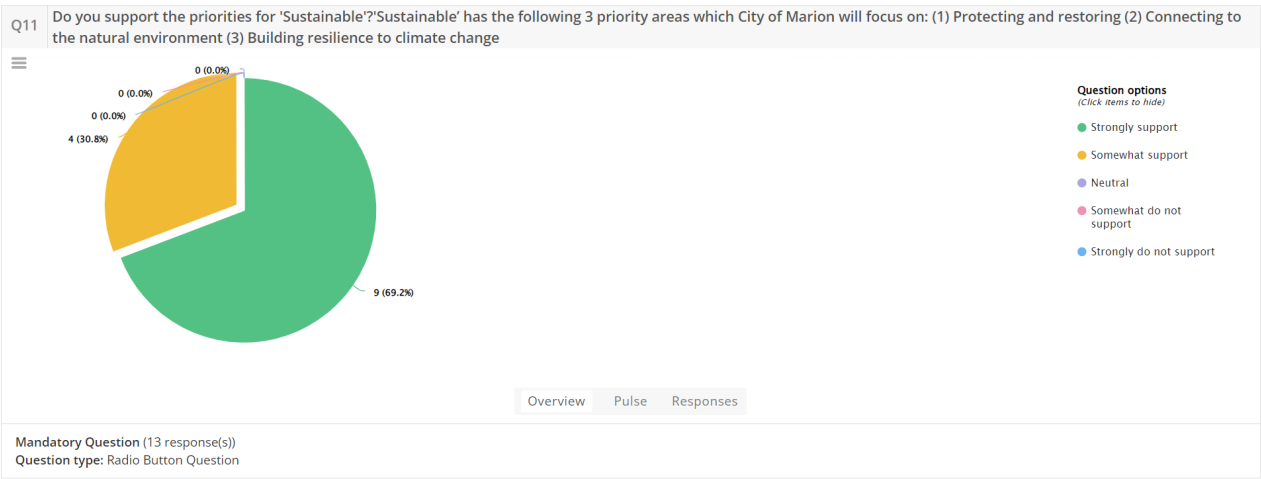 Q11
Do you support the priorities for 'Sustainable'?'Sustainable’ has the following 3 priority areas which City of Marion will focus on: (1) Protecting and restoring (2) Connecting to
the natural environment (3) Building resilience to climate change
0 (0.0%)
0 (0.0%)
0 (0.0%)
4 (30.8%)
9 (69.2%)
Question options
(Click items to hide)
Strongly support
Somewhat support
Neutral
Somewhat do not
support
Strongly do not support
Overview Pulse Responses
Mandatory Question (13 response(s))
Question type: Radio Button Question